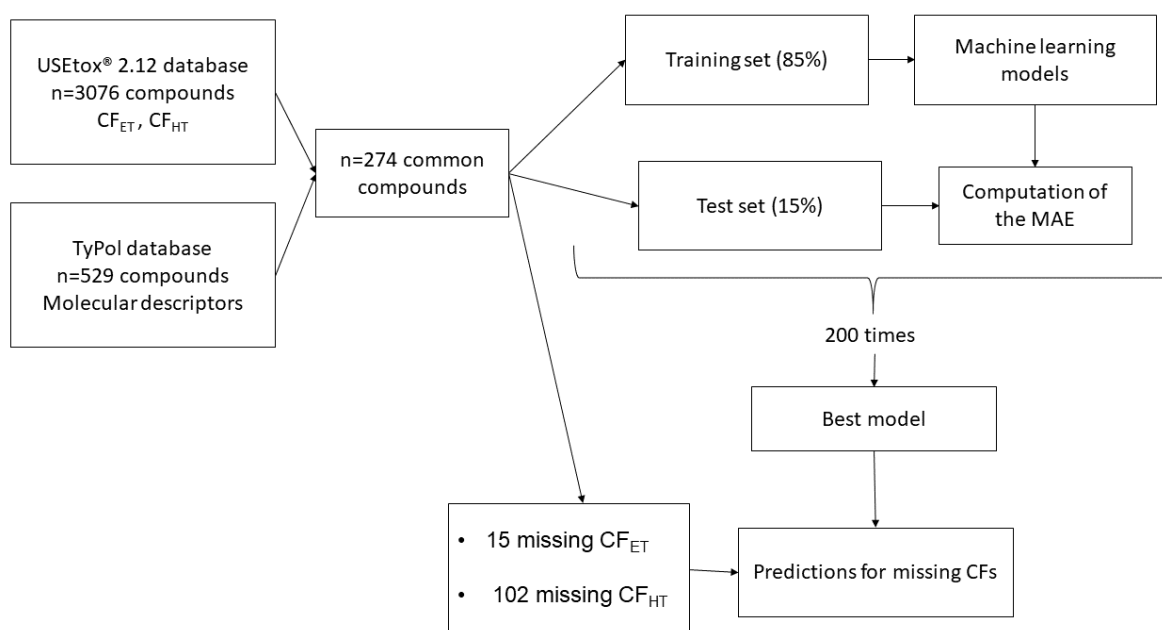 USEtox® 2.12 database
n=3076 compounds
CF_ET, CF_HT
TyPol database
n=529 compounds
Molecular descriptors
n=274 common
compounds
Training set (85%)
Machine learning
models
Test set (15%)
Computation of
the MAE
200 times
Best model
• 15 missing CF_ET
• 102 missing CF_HT
Predictions for missing CFs